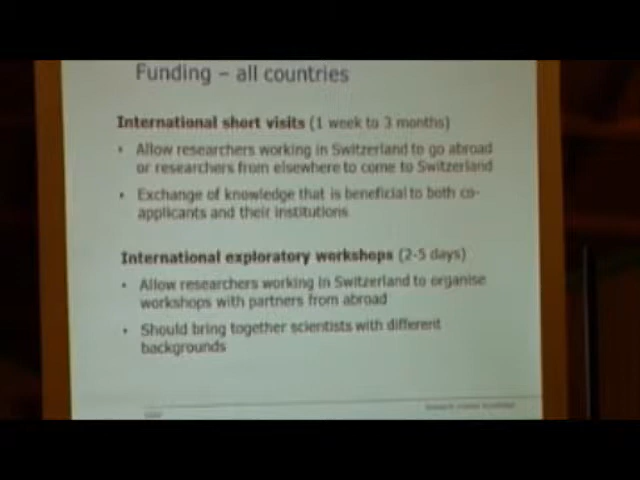 Funding – all countries
International short visits (1 week to 3 months)
• Allow researchers working in Switzerland to go abroad
or researchers from elsewhere to come to Switzerland
• Exchange of knowledge that is beneficial to both co-
applicants and their institutions
International exploratory workshops (2-5 days)
• Allow researchers working in Switzerland to organise
workshops with partners from abroad
• Should bring together scientists with different
backgrounds